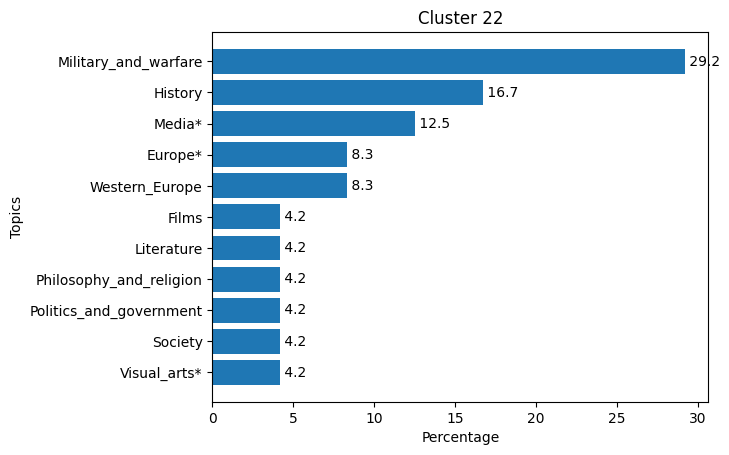 Cluster 22
Topics
Military_and_warfare 29.2
History 16.7
Media* 12.5
Europe* 8.3
Western_Europe 8.3
Films 4.2
Literature 4.2
Philosophy_and_religion 4.2
Politics_and_government 4.2
Society 4.2
Visual_arts* 4.2
0 5 10 15 20 25 30
Percentage